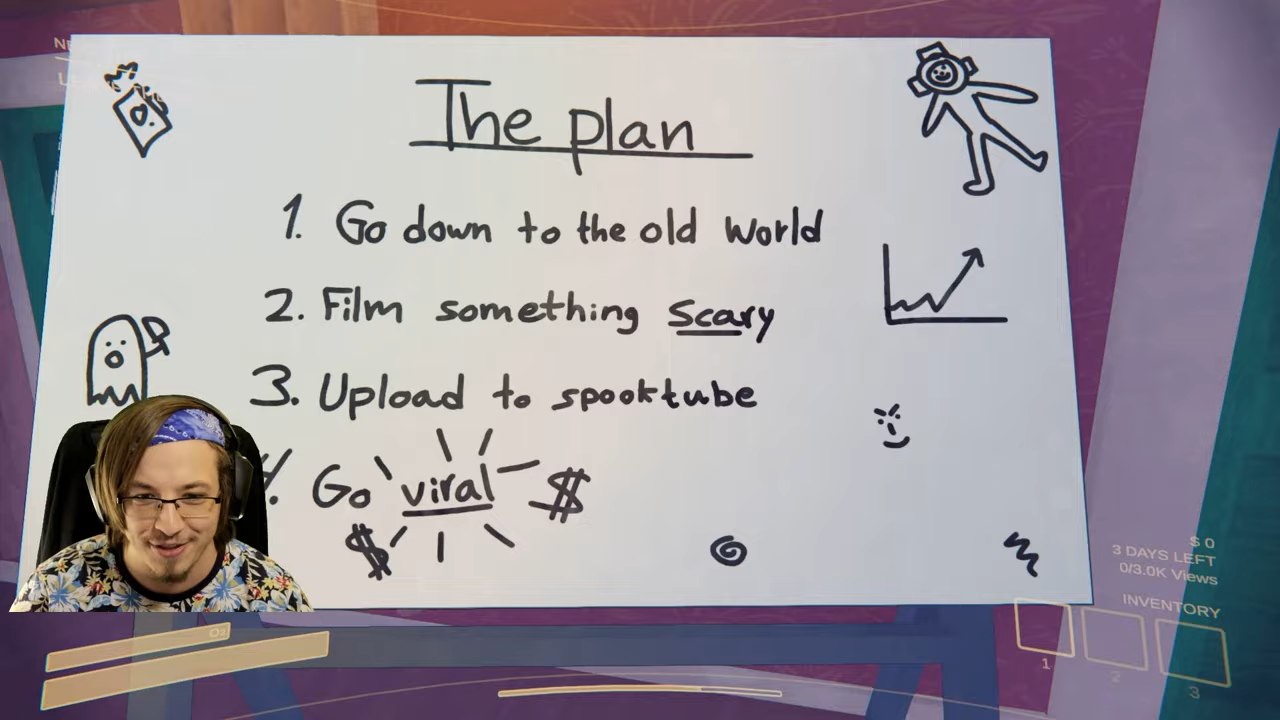 The plan
1. Go down to the old world
2. Film something scary
3. Upload to spooktube
4. Go viral $
$
$ 0
3 DAYS LEFT
0/3.0K Views
INVENTORY
1
2
3
O2